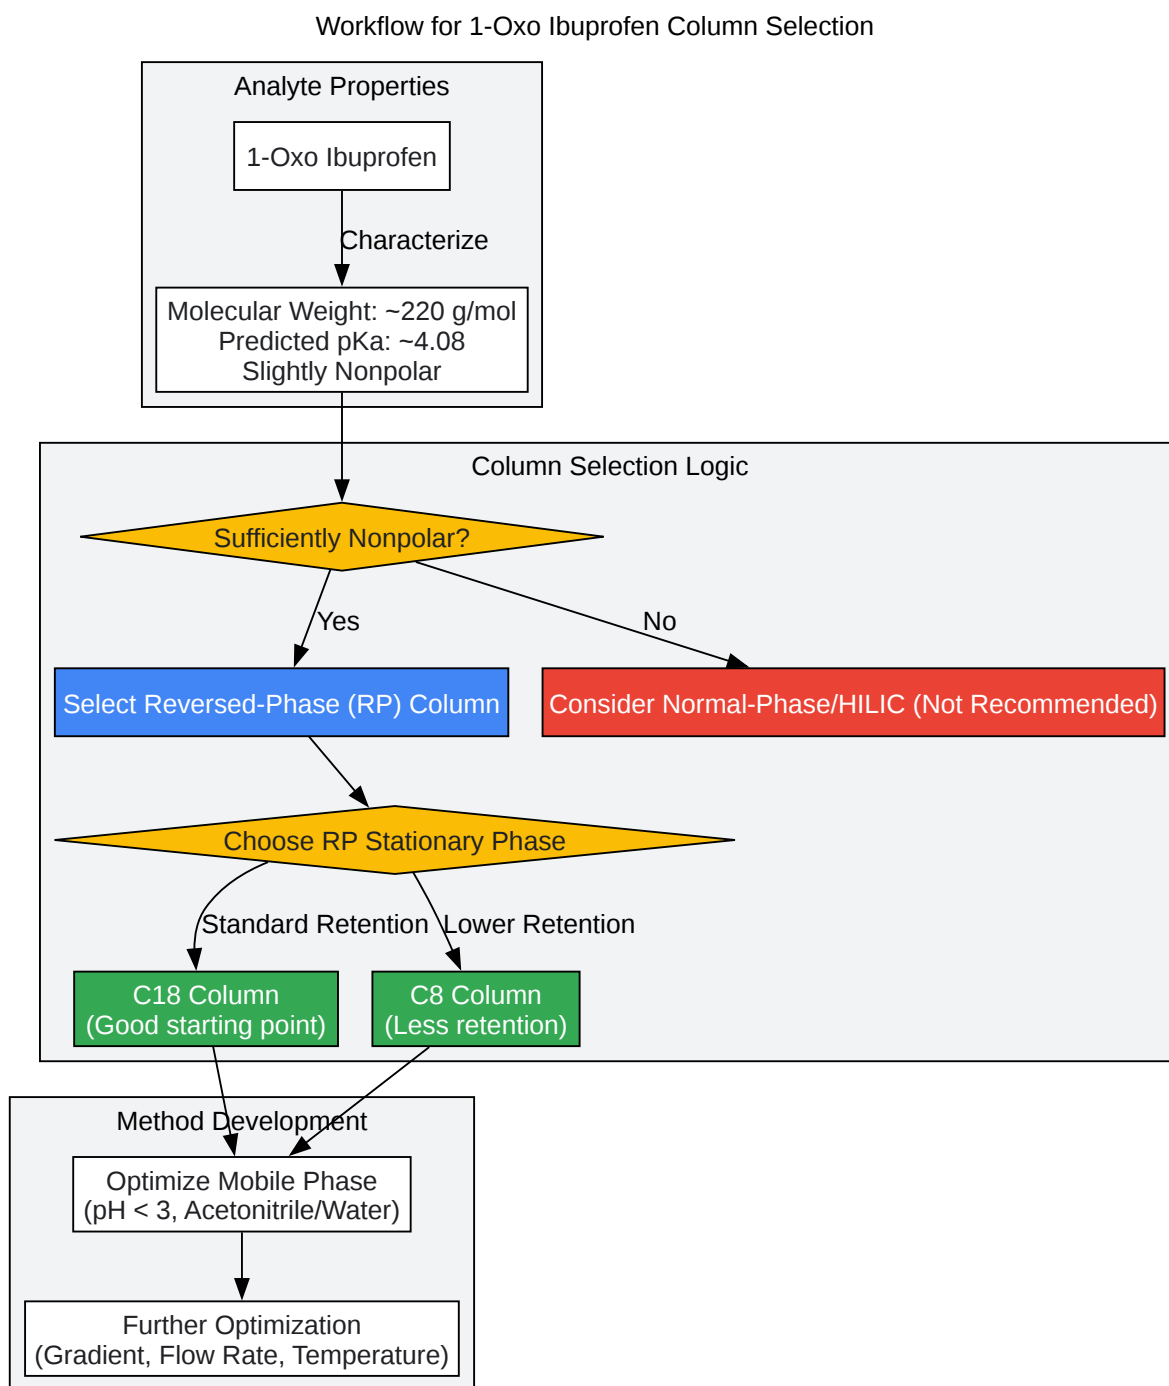 Workflow for 1-Oxo Ibuprofen Column Selection
Analyte Properties
1-Oxo Ibuprofen
Characterize
Molecular Weight: ~220 g/mol
Predicted pKa: ~4.08
Slightly Nonpolar
Column Selection Logic
Sufficiently Nonpolar?
Yes
No
Select Reversed-Phase (RP) Column
Consider Normal-Phase/HILIC (Not Recommended)
Choose RP Stationary Phase
Standard Retention
Lower Retention
C18 Column
(Good starting point)
C8 Column
(Less retention)
Method Development
Optimize Mobile Phase
(pH < 3, Acetonitrile/Water)
Further Optimization
(Gradient, Flow Rate, Temperature)